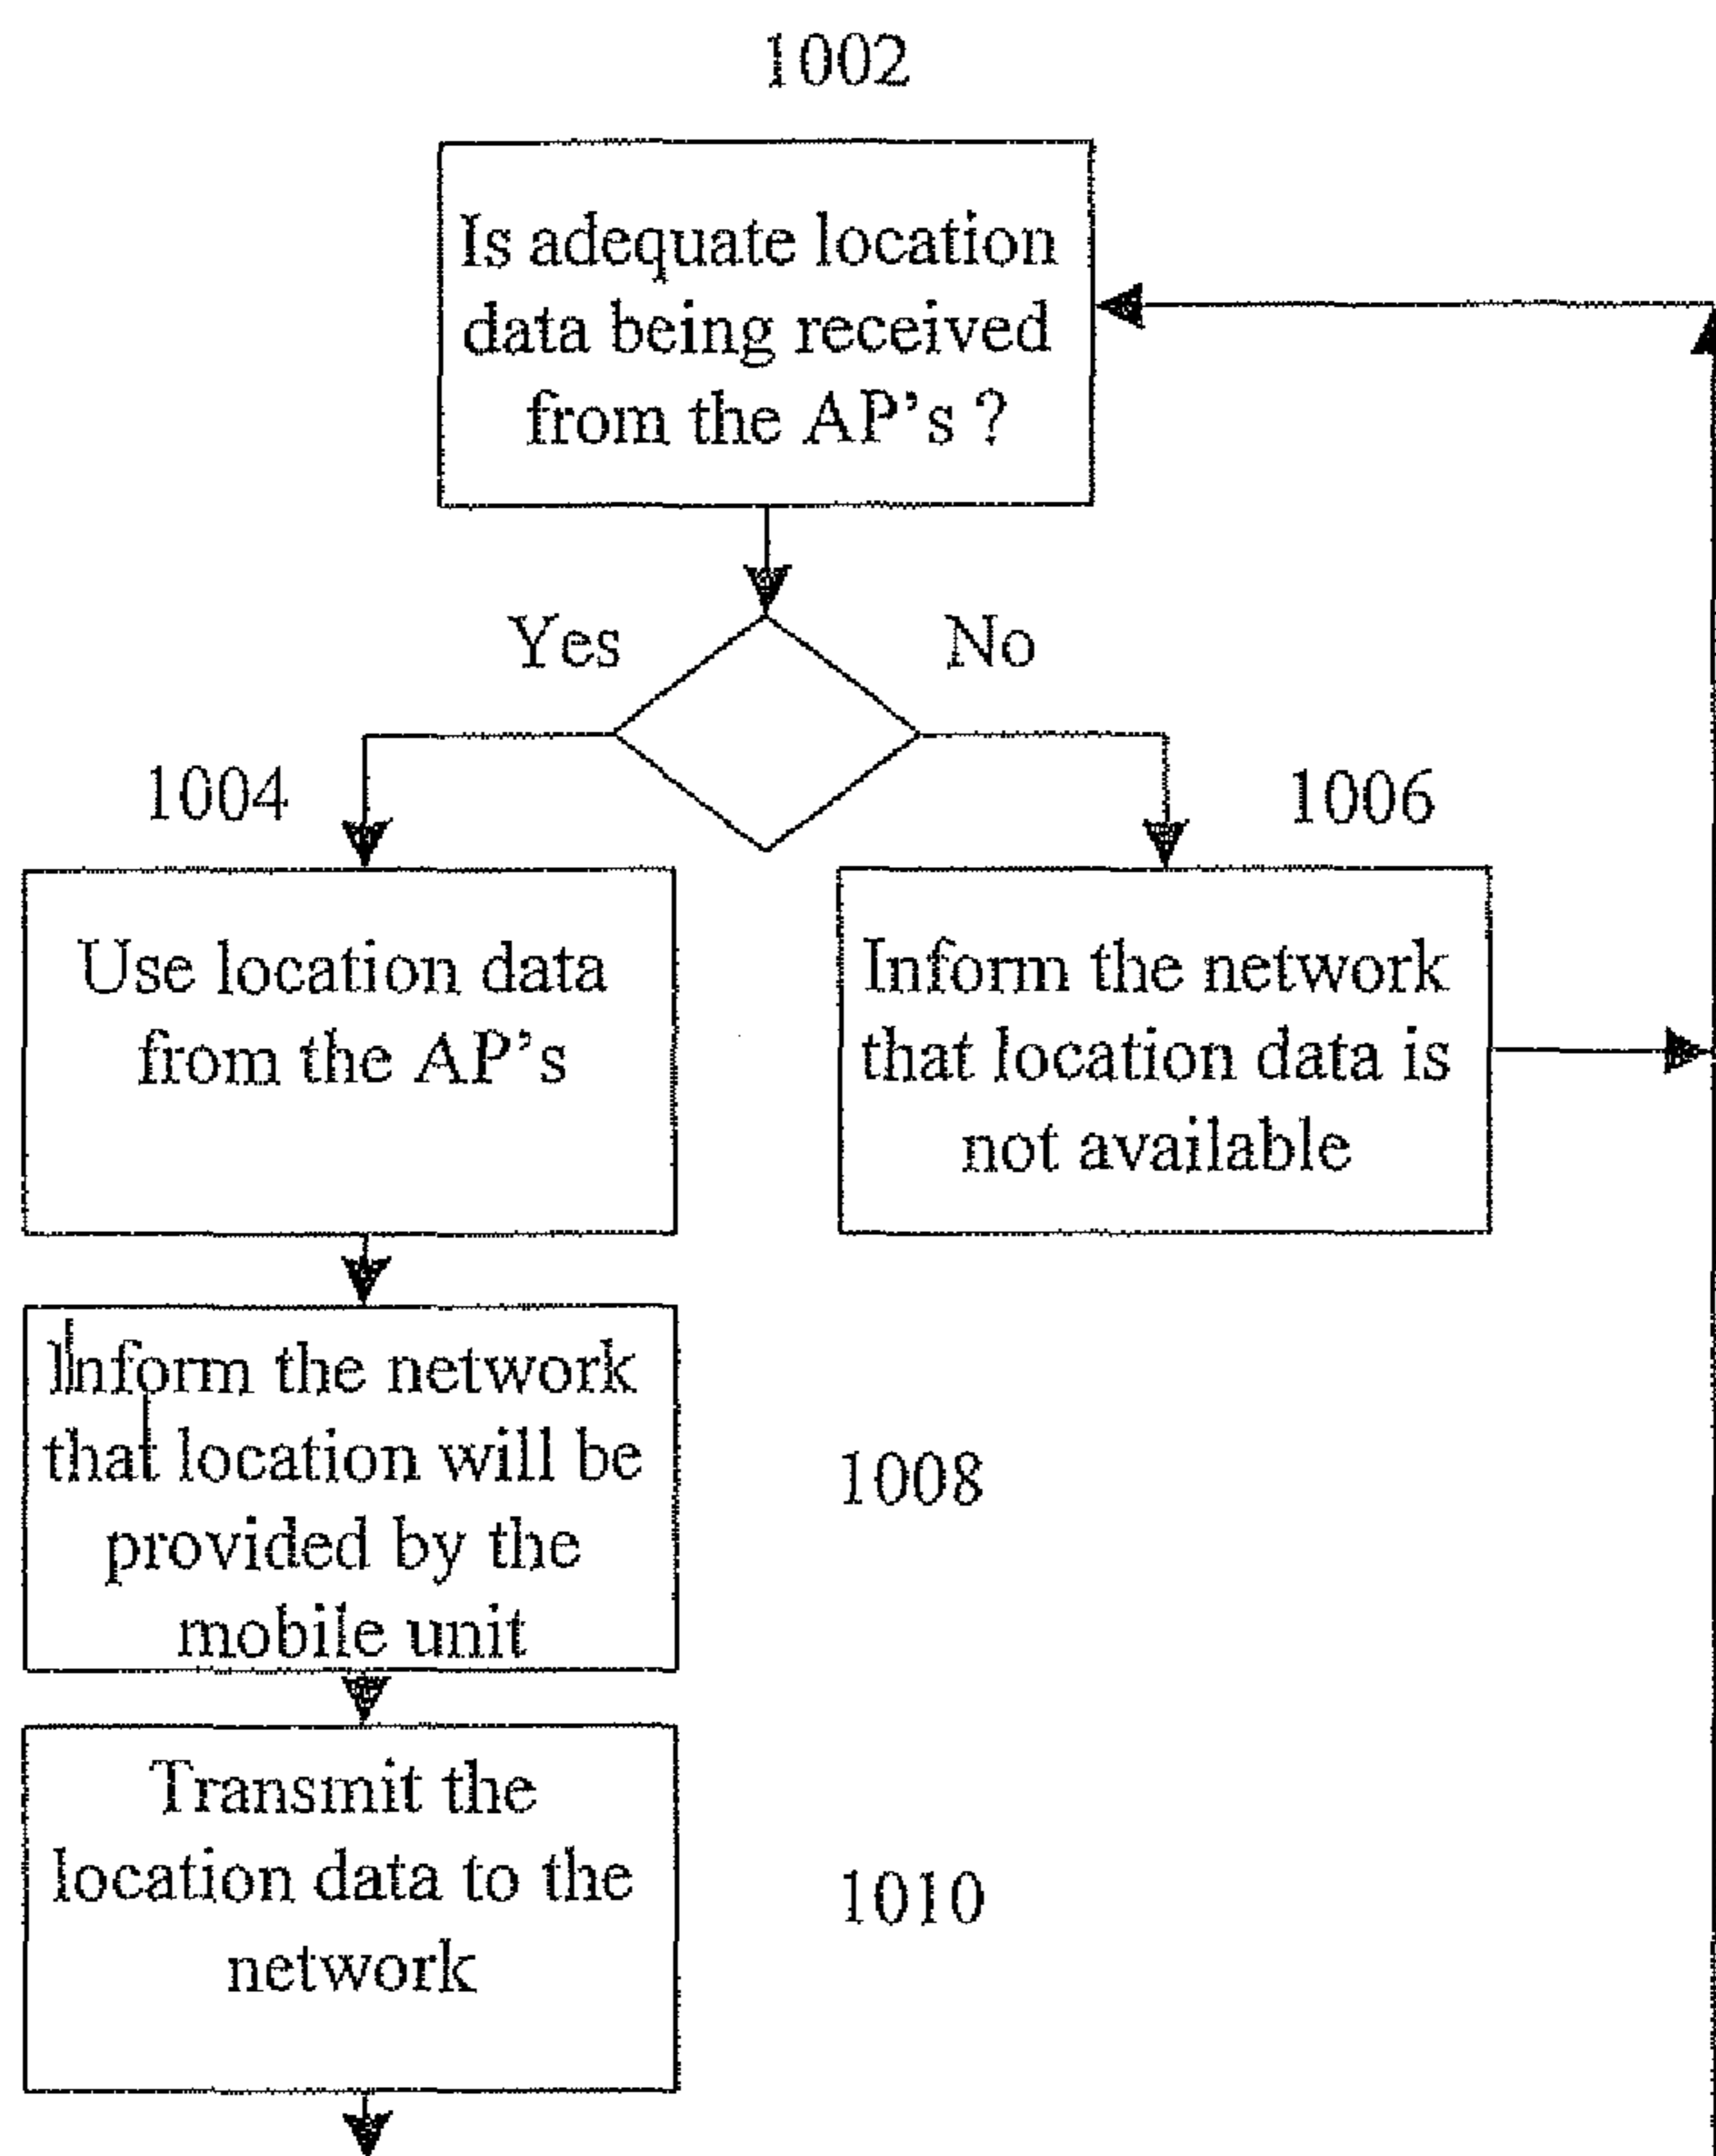 1002
Is adequate location
data being received
from the AP's ?
Yes
No
1004
1006
Use location data
from the AP's
Inform the network
that location data is
not available
Inform the network
that location will be
provided by the
mobile unit
1008
Transmit the
location data to the
network
1010